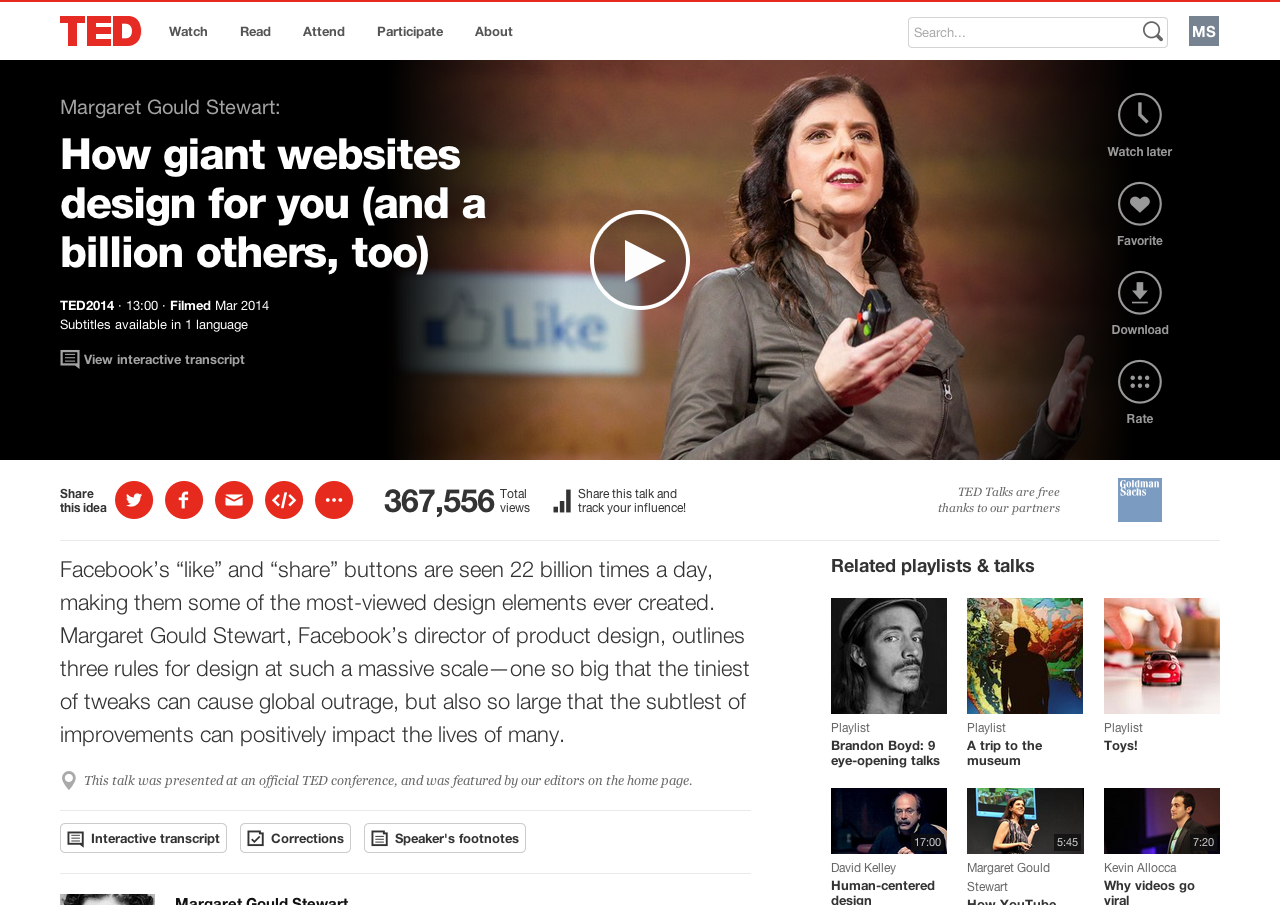 TED
Watch
Read
Attend
Participate
About
Search...
MS
Margaret Gould Stewart:
How giant websites
design for you (and a
billion others, too)
TED2014 · 13:00 · Filmed Mar 2014
Subtitles available in 1 language
View interactive transcript
Like
Watch later
Favorite
Download
Rate
Share
this idea
367,556
Total
views
Share this talk and
track your influence!
TED Talks are free
thanks to our partners
Goldman
Sachs
Facebook’s “like” and “share” buttons are seen 22 billion times a day,
making them some of the most-viewed design elements ever created.
Margaret Gould Stewart, Facebook’s director of product design, outlines
three rules for design at such a massive scale—one so big that the tiniest
of tweaks can cause global outrage, but also so large that the subtlest of
improvements can positively impact the lives of many.
This talk was presented at an official TED conference, and was featured by our editors on the home page.
Interactive transcript
Corrections
Speaker's footnotes
Margaret Gould Stewart
Related playlists & talks
Playlist
Brandon Boyd: 9
eye-opening talks
Playlist
A trip to the
museum
Playlist
Toys!
17:00
David Kelley
Human-centered
design
5:45
Margaret Gould
Stewart
How YouTube
7:20
Kevin Allocca
Why videos go
viral